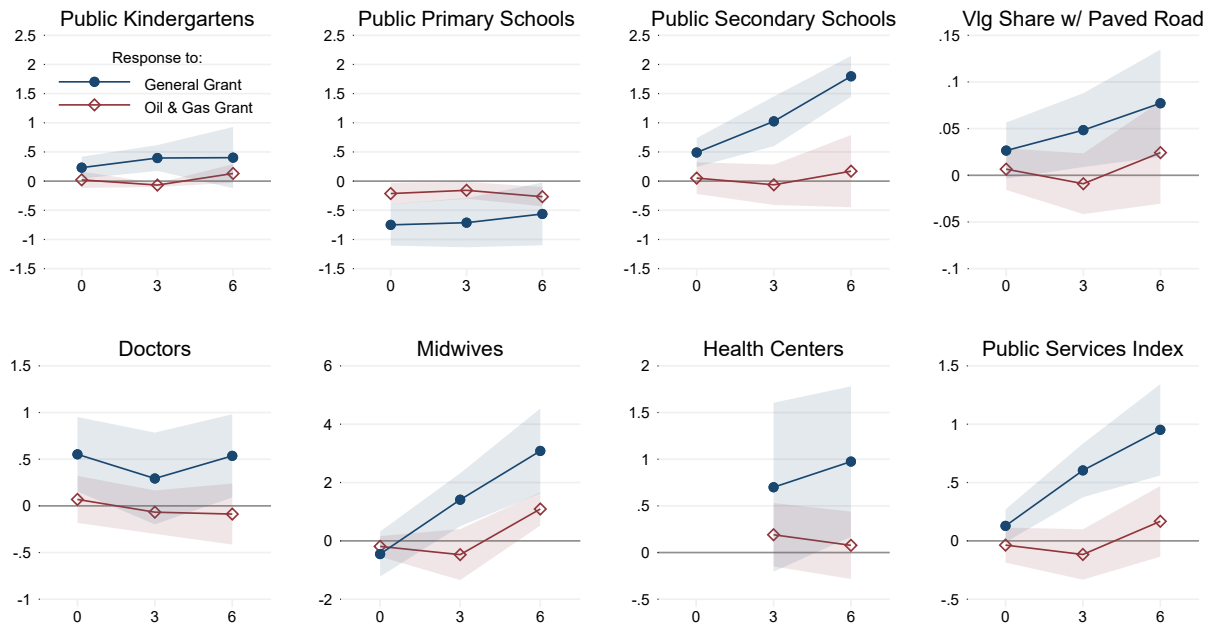 Public Kindergartens
2.5
2
1.5
1
.5
0
-.5
-1
-1.5
0 3 6
Response to:
General Grant
Oil & Gas Grant
Public Primary Schools
2.5
2
1.5
1
.5
0
-.5
-1
-1.5
0 3 6
Public Secondary Schools
2.5
2
1.5
1
.5
0
-.5
-1
-1.5
0 3 6
Vlg Share w/ Paved Road
.15
.1
.05
0
-.05
-.1
0 3 6
Doctors
1.5
1
.5
0
-.5
-1
0 3 6
Midwives
6
4
2
0
-2
0 3 6
Health Centers
2
1.5
1
.5
0
-.5
0 3 6
Public Services Index
1.5
1
.5
0
-.5
0 3 6